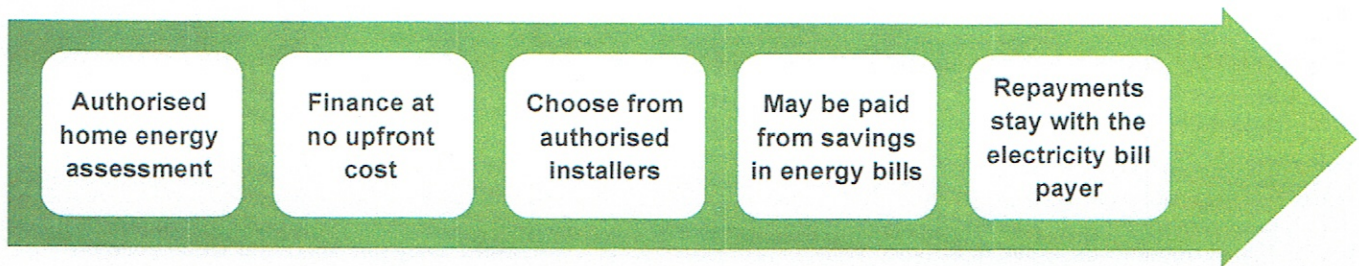 Authorised
home energy
assessment
Finance at
no upfront
cost
Choose from
authorised
installers
May be paid
from savings
in energy bills
Repayments
stay with the
electricity bill
payer